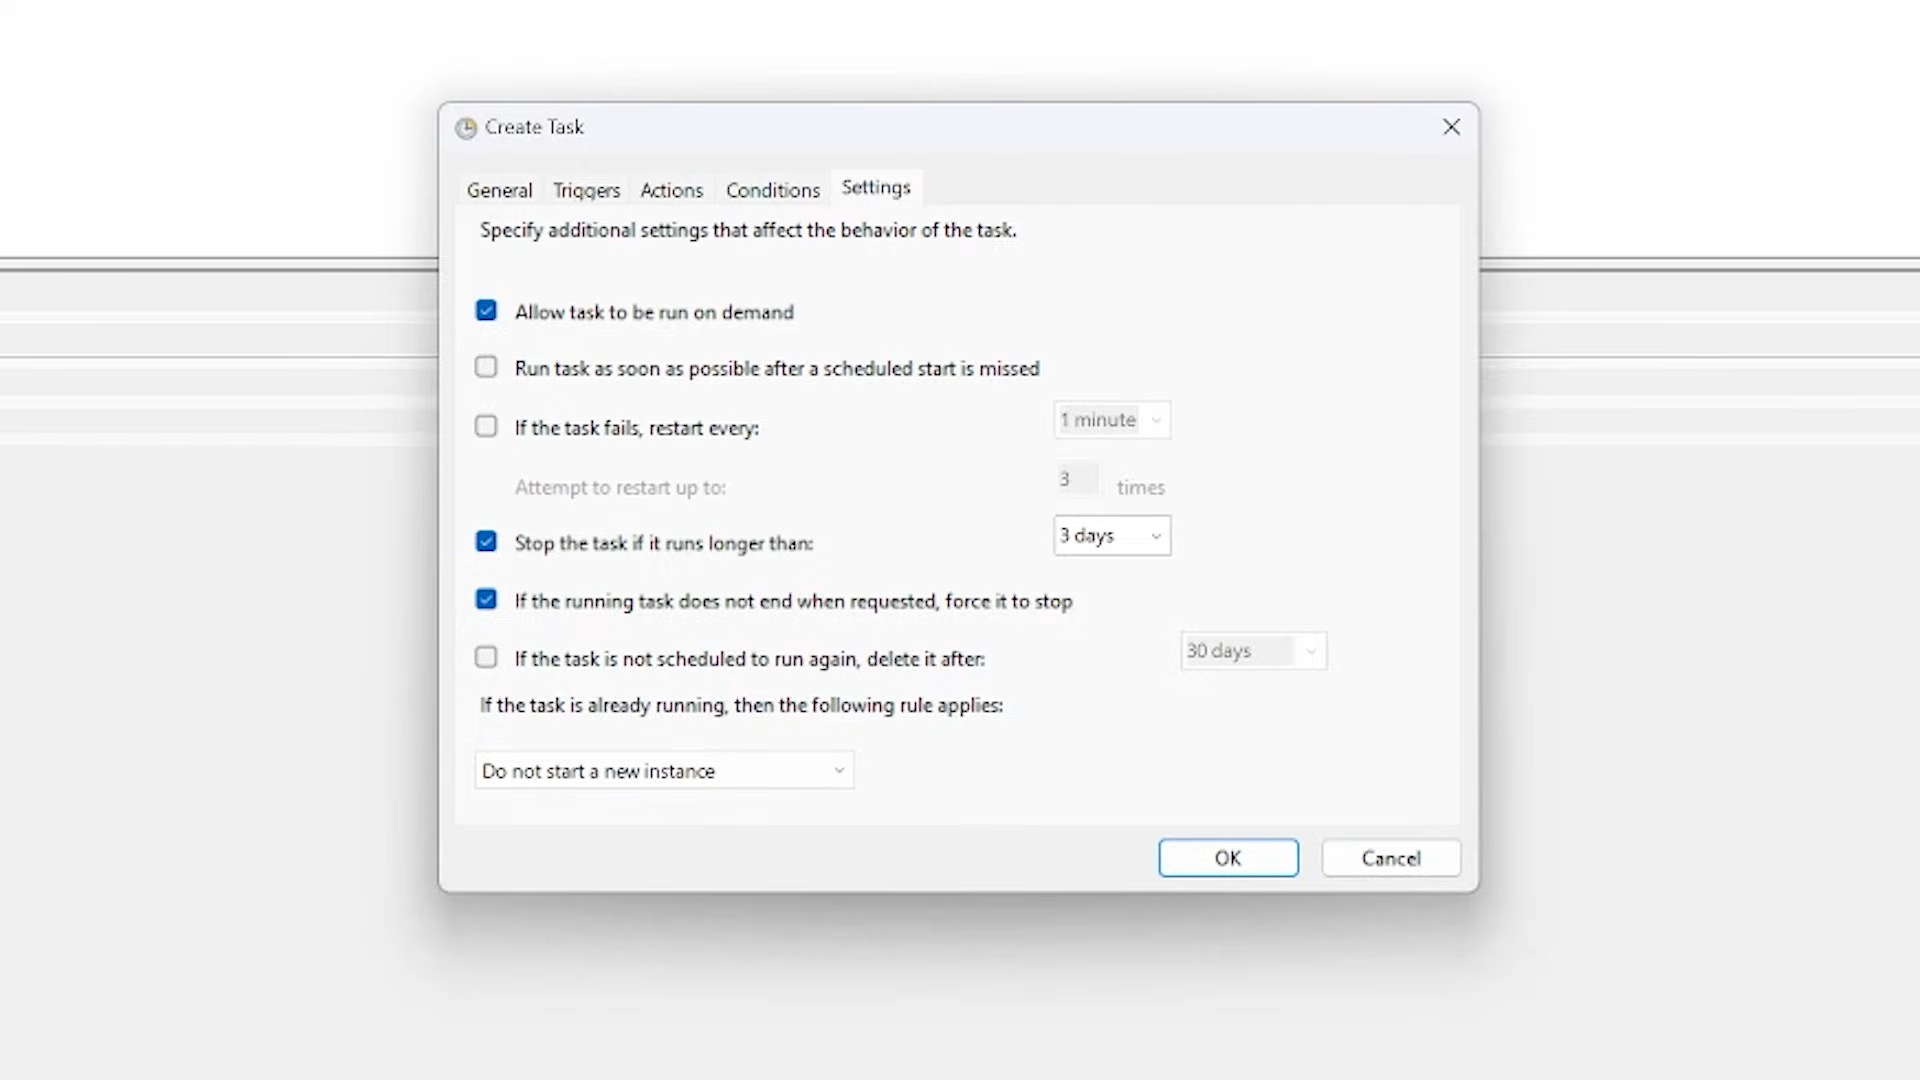 Create Task
General Triggers Actions Conditions Settings
Specify additional settings that affect the behavior of the task.
Allow task to be run on demand
Run task as soon as possible after a scheduled start is missed
If the task fails, restart every: 1 minute
Attempt to restart up to: 3 times
Stop the task if it runs longer than: 3 days
If the running task does not end when requested, force it to stop
If the task is not scheduled to run again, delete it after: 30 days
If the task is already running, then the following rule applies:
Do not start a new instance
OK Cancel